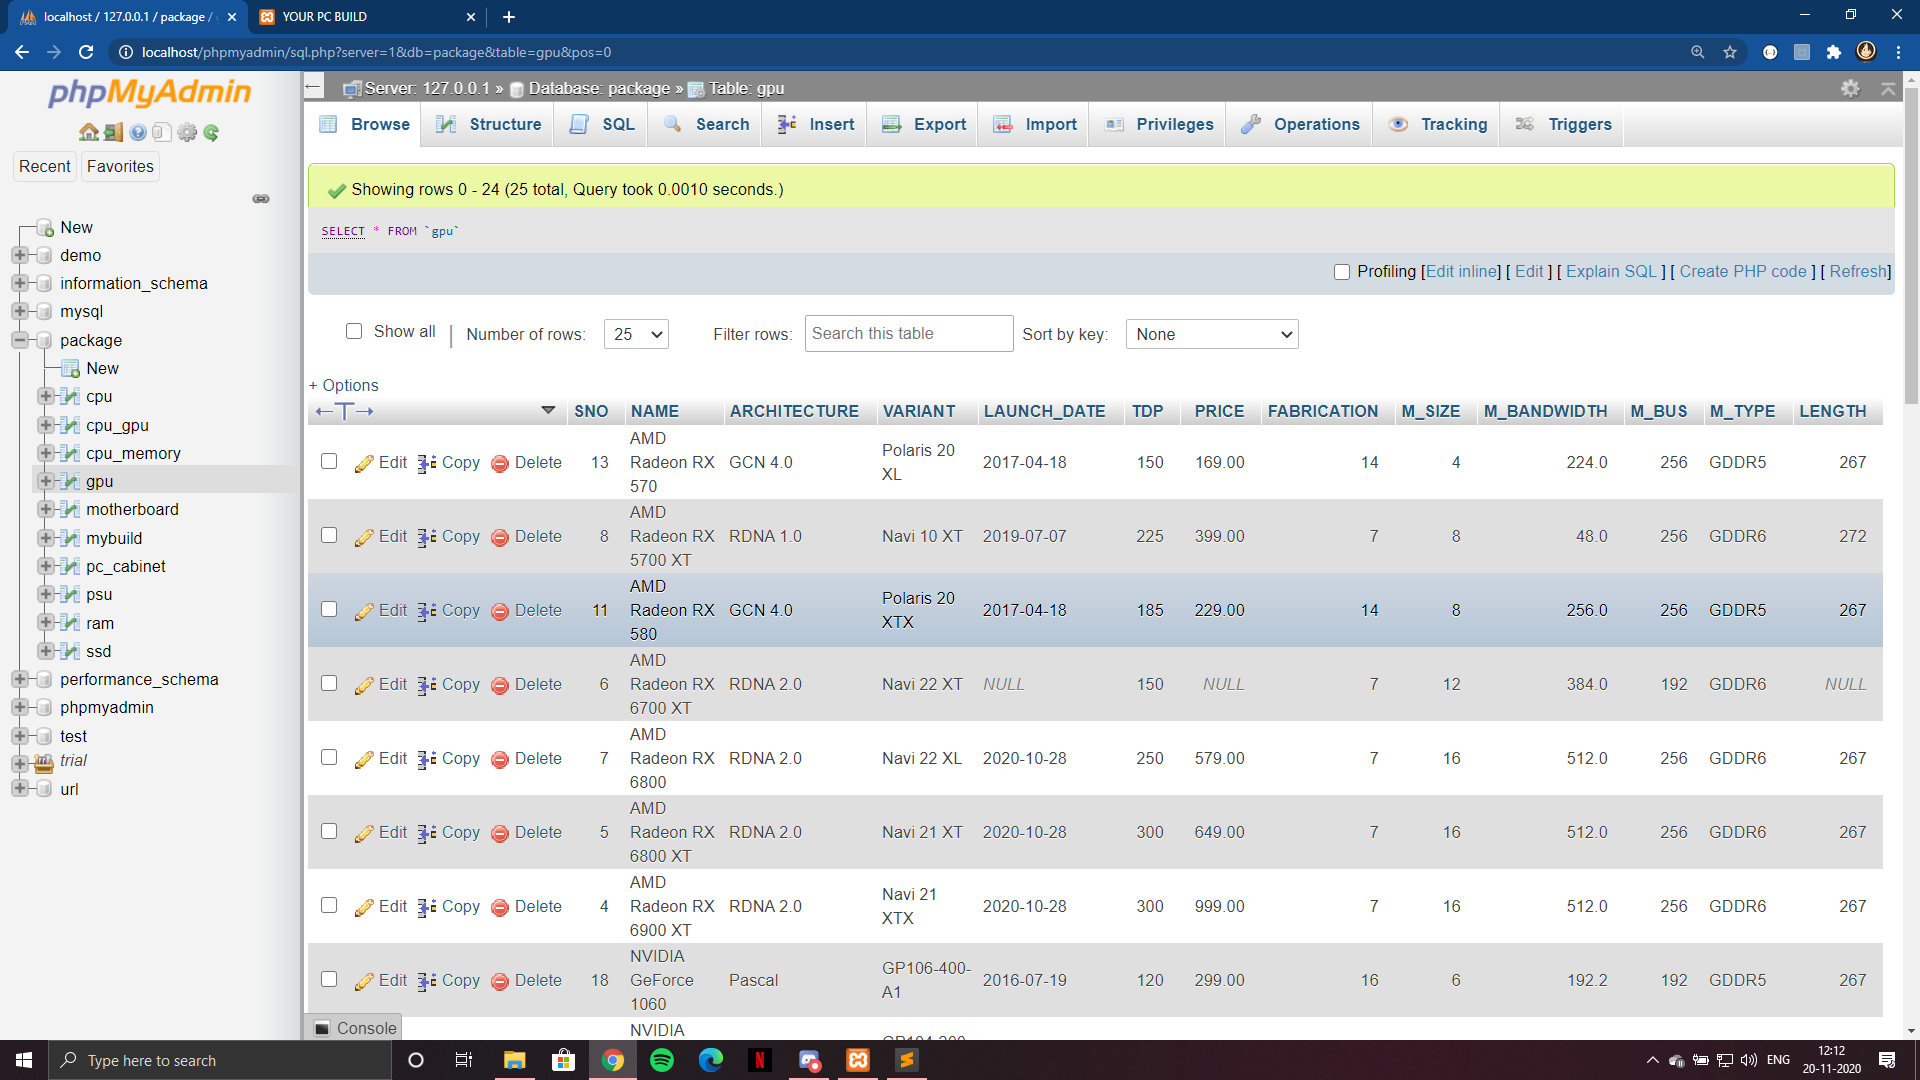 localhost / 127.0.0.1 / package /
YOUR PC BUILD
localhost/phpmyadmin/sql.php?server=1&db=package&table=gpu&pos=0
phpMyAdmin
Recent Favorites
New
demo
information_schema
mysql
package
New
cpu
cpu_gpu
cpu_memory
gpu
motherboard
mybuild
pc_cabinet
psu
ram
ssd
performance_schema
phpmyadmin
test
trial
url
Server: 127.0.0.1 » Database: package » Table: gpu
Browse Structure SQL Search Insert Export Import Privileges Operations Tracking Triggers
Showing rows 0 - 24 (25 total, Query took 0.0010 seconds.)
SELECT * FROM `gpu`
Profiling [Edit inline] [ Edit ] [ Explain SQL ] [ Create PHP code ] [ Refresh]
Show all | Number of rows: 25 Filter rows: Search this table Sort by key: None
+ Options
←T→ SNO NAME ARCHITECTURE VARIANT LAUNCH_DATE TDP PRICE FABRICATION M_SIZE M_BANDWIDTH M_BUS M_TYPE LENGTH
Edit Copy Delete 13 AMD Radeon RX 570 GCN 4.0 Polaris 20 XL 2017-04-18 150 169.00 14 4 224.0 256 GDDR5 267
Edit Copy Delete 8 AMD Radeon RX 5700 XT RDNA 1.0 Navi 10 XT 2019-07-07 225 399.00 7 8 48.0 256 GDDR6 272
Edit Copy Delete 11 AMD Radeon RX 580 GCN 4.0 Polaris 20 XTX 2017-04-18 185 229.00 14 8 256.0 256 GDDR5 267
Edit Copy Delete 6 AMD Radeon RX 6700 XT RDNA 2.0 Navi 22 XT NULL 150 NULL 7 12 384.0 192 GDDR6 NULL
Edit Copy Delete 7 AMD Radeon RX 6800 RDNA 2.0 Navi 22 XL 2020-10-28 250 579.00 7 16 512.0 256 GDDR6 267
Edit Copy Delete 5 AMD Radeon RX 6800 XT RDNA 2.0 Navi 21 XT 2020-10-28 300 649.00 7 16 512.0 256 GDDR6 267
Edit Copy Delete 4 AMD Radeon RX 6900 XT RDNA 2.0 Navi 21 XTX 2020-10-28 300 999.00 7 16 512.0 256 GDDR6 267
Edit Copy Delete 18 NVIDIA GeForce 1060 Pascal GP106-400-A1 2016-07-19 120 299.00 16 6 192.2 192 GDDR5 267
NVIDIA
Console
Type here to search
ENG
12:12
20-11-2020